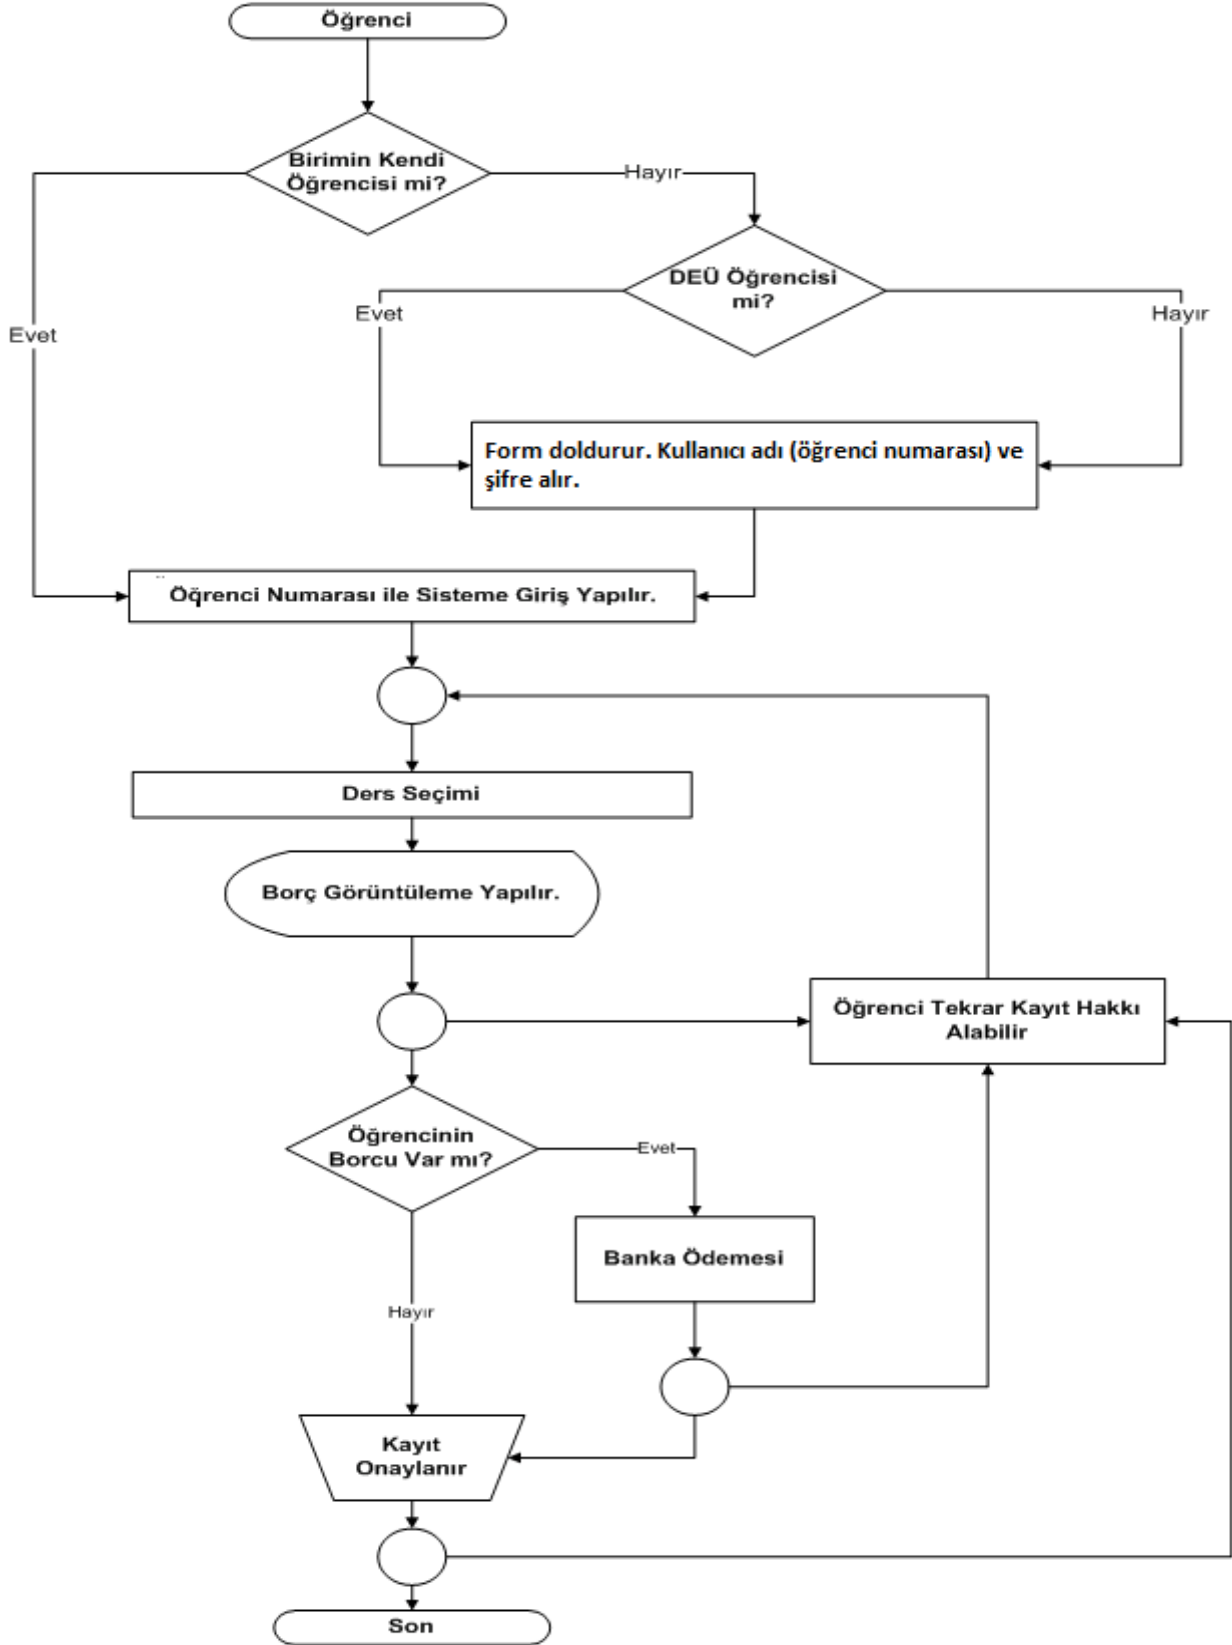 Öğrenci
Birimin Kendi
Öğrencisi mi?
Hayır
DEÜ Öğrencisi
mi?
Evet
Hayır
Evet
Form doldurur. Kullanıcı adı (öğrenci numarası) ve
şifre alır.
Öğrenci Numarası ile Sisteme Giriş Yapılır.
Ders Seçimi
Borç Görüntüleme Yapılır.
Öğrenci Tekrar Kayıt Hakkı
Alabilir
Öğrencinin
Borcu Var mı?
Evet
Banka Ödemesi
Hayır
Kayıt
Onaylanır
Son